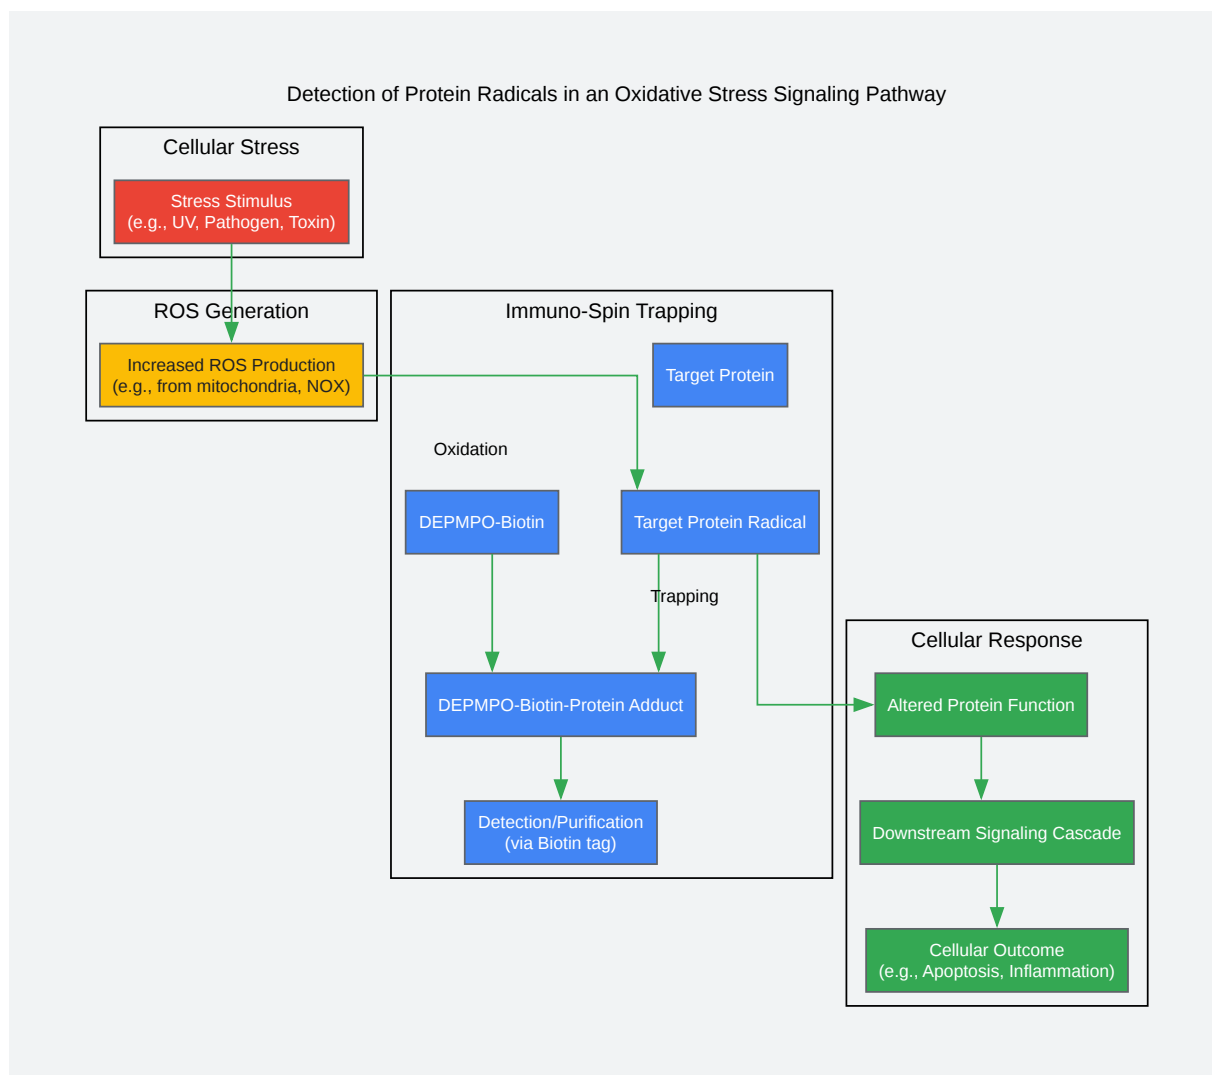 Detection of Protein Radicals in an Oxidative Stress Signaling Pathway
Cellular Stress
Stress Stimulus
(e.g., UV, Pathogen, Toxin)
ROS Generation
Increased ROS Production
(e.g., from mitochondria, NOX)
Immuno-Spin Trapping
Target Protein
Oxidation
DEPMPO-Biotin
Target Protein Radical
Trapping
DEPMPO-Biotin-Protein Adduct
Detection/Purification
(via Biotin tag)
Cellular Response
Altered Protein Function
Downstream Signaling Cascade
Cellular Outcome
(e.g., Apoptosis, Inflammation)